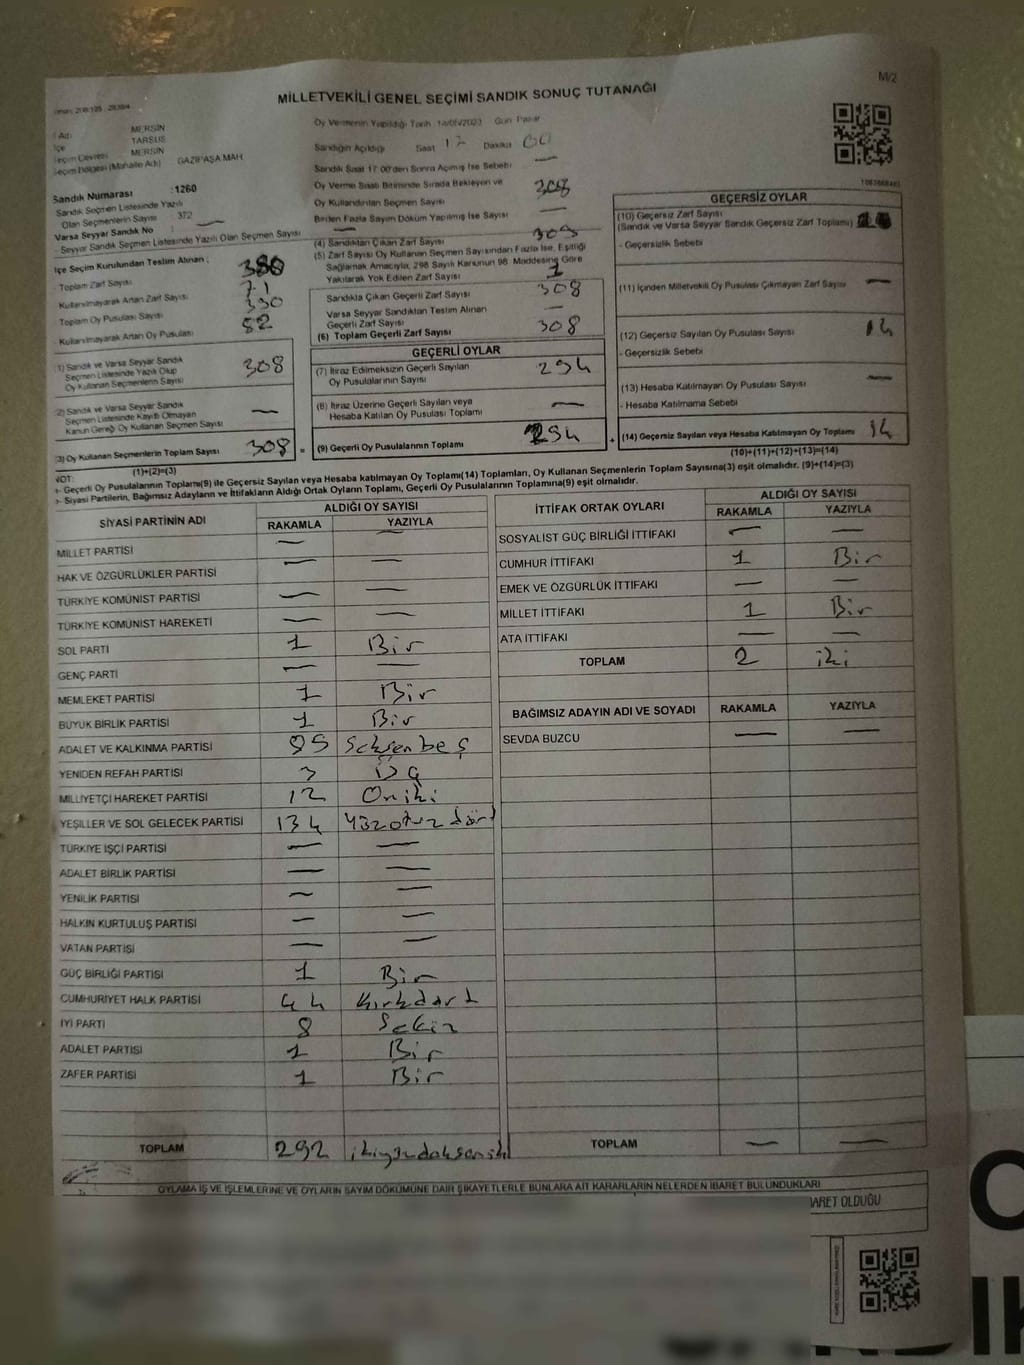 M/2
MİLLETVEKİLİ GENEL SEÇİMİ SANDIK SONUÇ TUTANAĞI
Oy Vermenin Yapıldığı Tarih 14/05/2023 Gün Pazar
MERSİN
TARSUS
MERSİN
Seçim Bölgesi (Mahalle Adı) GAZİPAŞA MAH.
Sandığın Açıldığı Saat 17 Dakika 00
Sandık Saat 17:00'den Sonra Açılmış İse Sebebi —
Sandık Numarası : 1260
Sandık Seçmen Listesinde Yazılı
Olan Seçmenlerin Sayısı : 372
Varsa Seyyar Sandık No : —
- Seyyar Sandık Seçmen Listesinde Yazılı Olan Seçmen Sayısı
Oy Verme Saati Bitiminde Sırada Bekleyen ve
Oy Kullandırılan Seçmen Sayısı 308
Birden Fazla Sayım Döküm Yapılmış İse Sayısı —
İlçe Seçim Kurulundan Teslim Alınan ;
Toplam Zarf Sayısı 380
Kullanılmayarak Artan Zarf Sayısı 71
Toplam Oy Pusulası Sayısı
Kullanılmayarak Artan Oy Pusulası 82
(4) Sandıktan Çıkan Zarf Sayısı 309
(5) Zarf Sayısı Oy Kullanan Seçmen Sayısından Fazla İse, Eşitliği
Sağlamak Amacıyla, 298 Sayılı Kanunun 98. Maddesine Göre
Yakılarak Yok Edilen Zarf Sayısı 1
Sandıkla Çıkan Geçerli Zarf Sayısı 308
Varsa Seyyar Sandıktan Teslim Alınan
Geçerli Zarf Sayısı —
(6) Toplam Geçerli Zarf Sayısı 308
1) Sandık ve Varsa Seyyar Sandık
Seçmen Listesinde Yazılı Olup
Oy Kullanan Seçmenlerin Sayısı 308
2) Sandık ve Varsa Seyyar Sandık
Seçmen Listesinde Kayıtlı Olmayan
Kanun Gereği Oy Kullanan Seçmen Sayısı —
3) Oy Kullanan Seçmenlerin Toplam Sayısı 308
(1)+(2)=(3)
GEÇERLİ OYLAR
(7) İtiraz Edilmeksizin Geçerli Sayılan
Oy Pusulalarının Sayısı 294
(8) İtiraz Üzerine Geçerli Sayılan veya
Hesaba Katılan Oy Pusulası Toplamı —
(9) Geçerli Oy Pusulalarının Toplamı 294
GEÇERSİZ OYLAR
(10) Geçersiz Zarf Sayısı
(Sandık ve Varsa Seyyar Sandık Geçersiz Zarf Toplamı)
- Geçersizlik Sebebi
(11) İçinden Milletvekili Oy Pusulası Çıkmayan Zarf Sayısı —
(12) Geçersiz Sayılan Oy Pusulası Sayısı 14
- Geçersizlik Sebebi
(13) Hesaba Katılmayan Oy Pusulası Sayısı —
- Hesaba Katılmama Sebebi
(14) Geçersiz Sayılan veya Hesaba Katılmayan Oy Toplamı 14
(10)+(11)+(12)+(13)=(14)
NOT:
- Geçerli Oy Pusulalarının Toplamı(9) ile Geçersiz Sayılan veya Hesaba katılmayan Oy Toplamı(14) Toplamları, Oy Kullanan Seçmenlerin Toplam Sayısına(3) eşit olmalıdır. (9)+(14)=(3)
- Siyasi Partilerin, Bağımsız Adayların ve İttifakların Aldığı Ortak Oyların Toplamı, Geçerli Oy Pusulalarının Toplamına(9) eşit olmalıdır.
SİYASİ PARTİNİN ADI ALDIĞI OY SAYISI
RAKAMLA YAZIYLA
MİLLET PARTİSİ — —
HAK VE ÖZGÜRLÜKLER PARTİSİ — —
TÜRKİYE KOMÜNİST PARTİSİ — —
TÜRKİYE KOMÜNİST HAREKETİ — —
SOL PARTİ 1 Bir
GENÇ PARTİ — —
MEMLEKET PARTİSİ 1 Bir
BÜYÜK BİRLİK PARTİSİ 1 Bir
ADALET VE KALKINMA PARTİSİ 85 Seksenbeş
YENİDEN REFAH PARTİSİ 3 Üç
MİLLİYETÇİ HAREKET PARTİSİ 12 Oniki
YEŞİLLER VE SOL GELECEK PARTİSİ 134 Yüzotuzdört
TÜRKİYE İŞÇİ PARTİSİ — —
ADALET BİRLİK PARTİSİ — —
YENİLİK PARTİSİ — —
HALKIN KURTULUŞ PARTİSİ — —
VATAN PARTİSİ — —
GÜÇ BİRLİĞİ PARTİSİ 1 Bir
CUMHURİYET HALK PARTİSİ 44 Kırkdört
İYİ PARTİ 8 Sekiz
ADALET PARTİSİ 1 Bir
ZAFER PARTİSİ 1 Bir
TOPLAM 292 ikiyüzdoksaniki
İTTİFAK ORTAK OYLARI ALDIĞI OY SAYISI
RAKAMLA YAZIYLA
SOSYALİST GÜÇ BİRLİĞİ İTTİFAKI — —
CUMHUR İTTİFAKI 1 Bir
EMEK VE ÖZGÜRLÜK İTTİFAKI — —
MİLLET İTTİFAKI 1 Bir
ATA İTTİFAKI — —
TOPLAM 2 iki
BAĞIMSIZ ADAYIN ADI VE SOYADI RAKAMLA YAZIYLA
SEVDA BUZCU — —
TOPLAM — —
OYLAMA İŞ VE İŞLEMLERİNE VE OYLARIN SAYIM DÖKÜMÜNE DAİR ŞİKAYETLERLE BUNLARA AİT KARARLARIN NELERDEN İBARET BULUNDUKLARI
BARET OLDUĞU